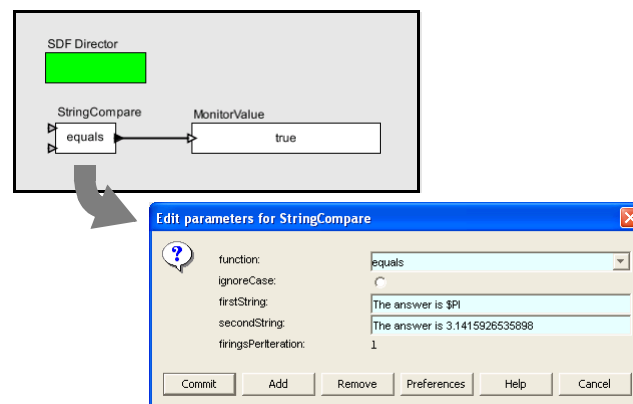 SDF Director
StringCompare
equals
MonitorValue
true
Edit parameters for StringCompare
function:
equals
ignoreCase:
firstString:
The answer is $PI
secondString:
The answer is 3.1415926535898
firingsPerIteration:
1
Commit
Add
Remove
Preferences
Help
Cancel